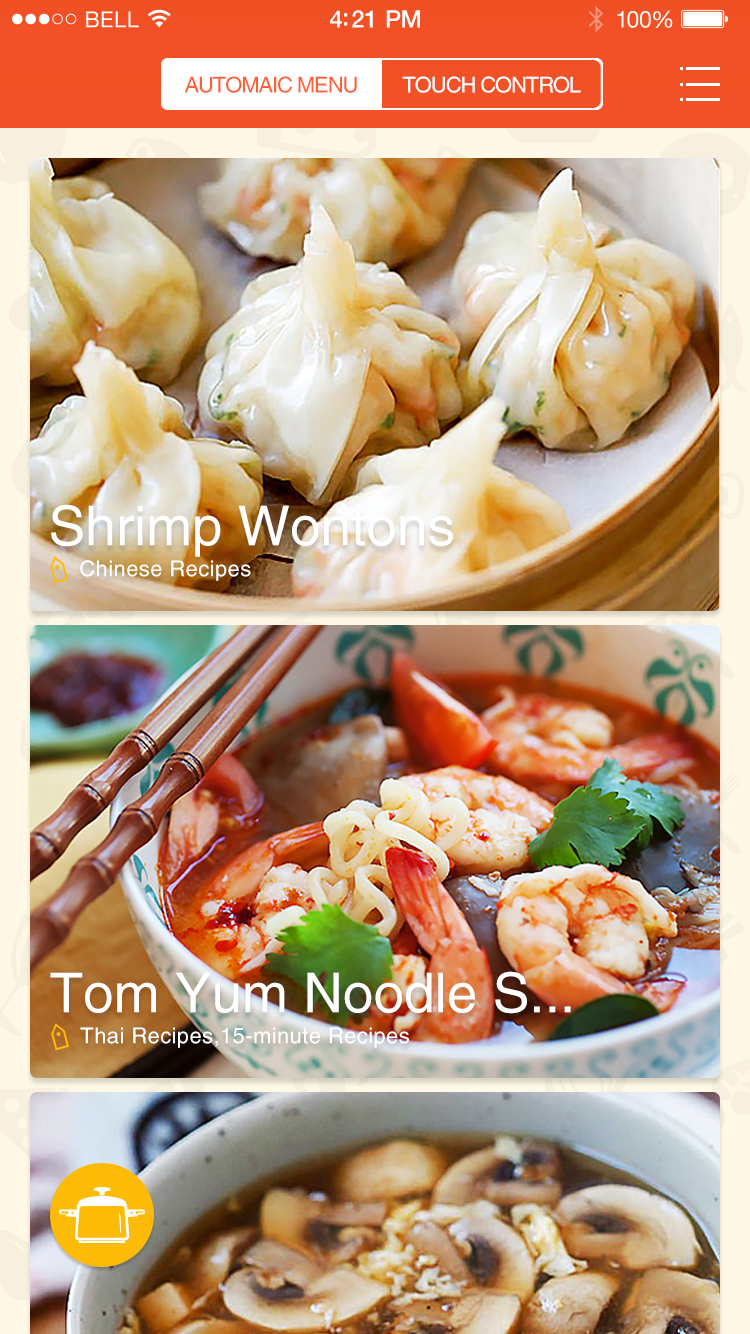 BELL 4:21 PM 100%
AUTOMAIC MENU TOUCH CONTROL
Shrimp Wontons
Chinese Recipes
Tom Yum Noodle S...
Thai Recipes,15-minute Recipes